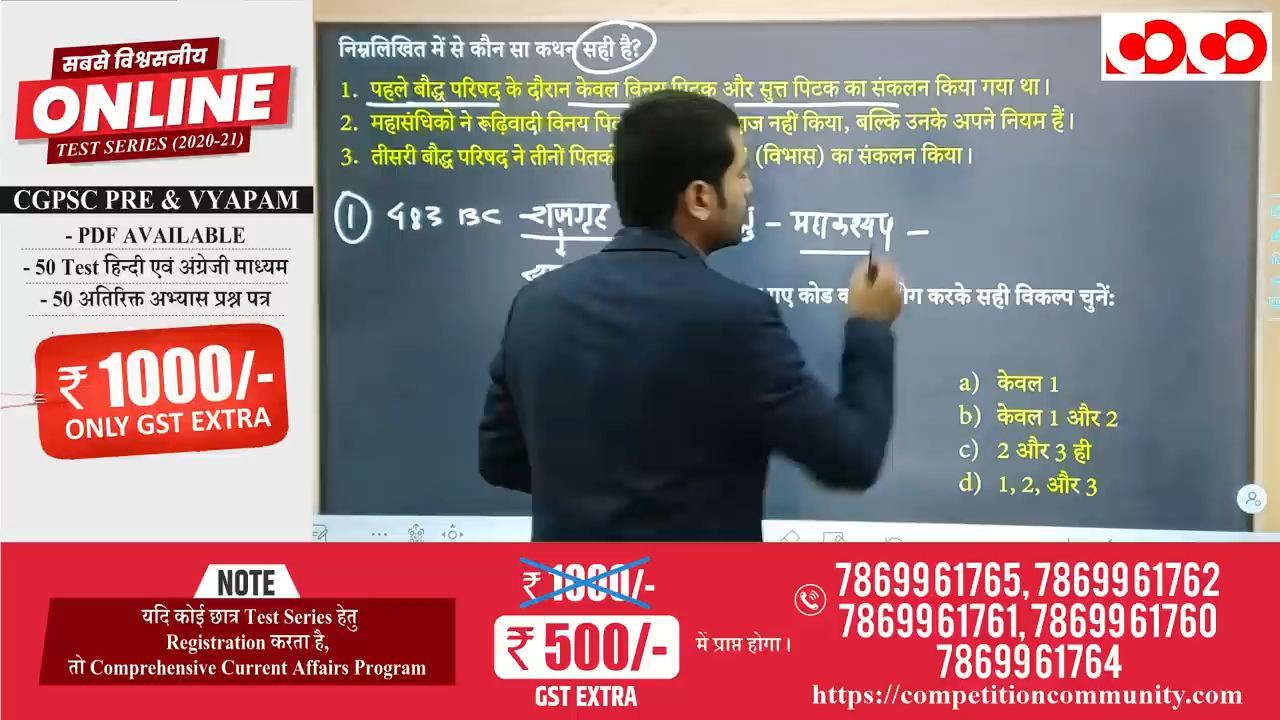 सबसे विश्वसनीय
ONLINE
TEST SERIES (2020-21)
CGPSC PRE & VYAPAM
- PDF AVAILABLE
- 50 Test हिन्दी एवं अंग्रेजी माध्यम
- 50 अतिरिक्त अभ्यास प्रश्न पत्र
₹ 1000/-
ONLY GST EXTRA
निम्नलिखित में से कौन सा कथन सही है?
1. पहले बौद्ध परिषद के दौरान केवल विनय पिटक और सुत्त पिटक का संकलन किया गया था।
2. महासंधिको ने रूढ़िवादी विनय नहीं किया, बल्कि उनके अपने नियम हैं।
3. तीसरी बौद्ध परिषद ने तीनों (विभास) का संकलन किया।
1 483 BC राजगृह - महाकश्यप -
करके सही विकल्प चुनें:
a) केवल 1
b) केवल 1 और 2
c) 2 और 3 ही
d) 1, 2, और 3
NOTE
यदि कोई छात्र Test Series हेतु
Registration करता है,
तो Comprehensive Current Affairs Program
₹ 1000/-
₹ 500/- में प्राप्त होगा।
GST EXTRA
7869961765, 7869961762
7869961761, 7869961760
7869961764
https://competitioncommunity.com